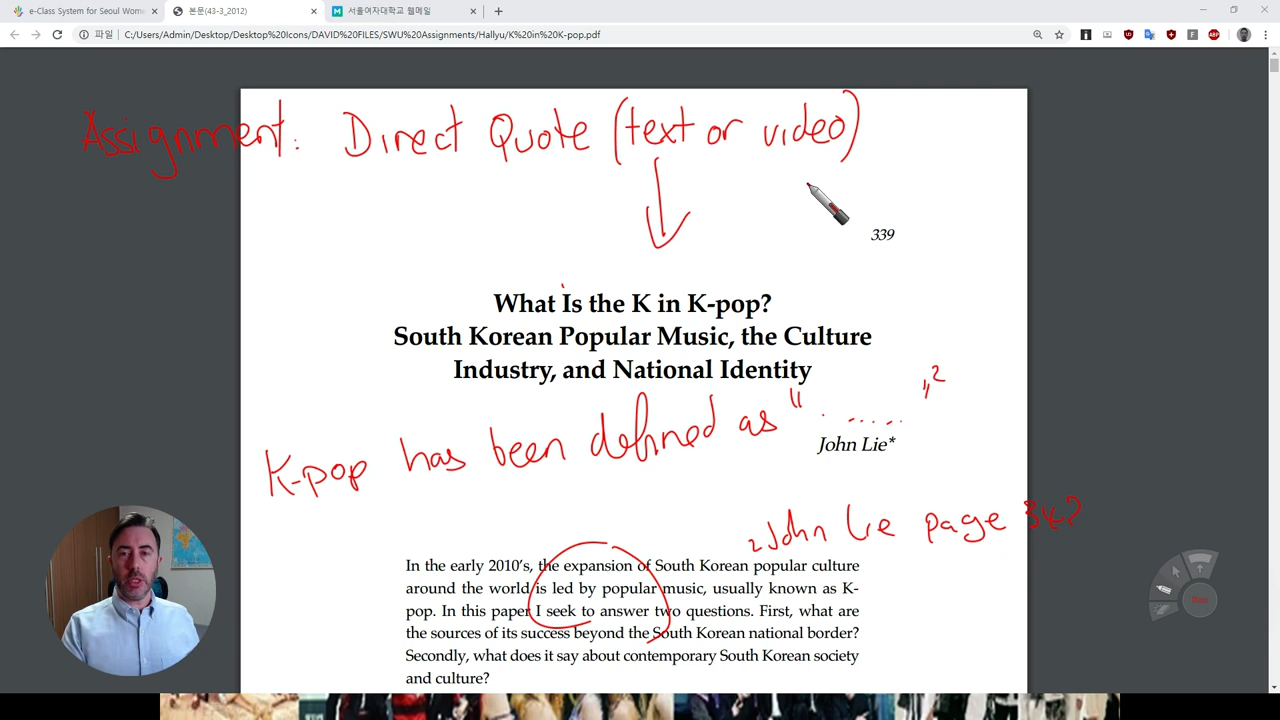 e-Class System for Seoul Wome
본문(43-3_2012)
서울여자대학교 웹메일
파일 C:/Users/Admin/Desktop/Desktop%20Icons/DAVID%20FILES/SWU%20Assignments/Hallyu/K%20in%20K-pop.pdf
Assignment: Direct Quote (text or video)
339
What Is the K in K-pop?
South Korean Popular Music, the Culture
Industry, and National Identity
K-pop has been defined as " ...... "2
John Lie*
2 John Lie page
In the early 2010's, the expansion of South Korean popular culture
around the world is led by popular music, usually known as K-
pop. In this paper I seek to answer two questions. First, what are
the sources of its success beyond the South Korean national border?
Secondly, what does it say about contemporary South Korean society
and culture?